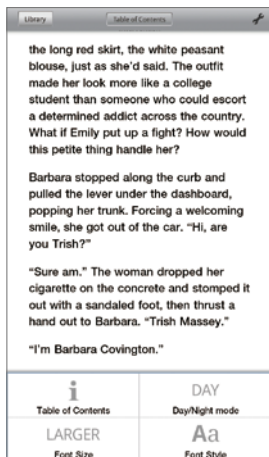 Library Table of Contents
the long red skirt, the white peasant
blouse, just as she'd said. The outfit
made her look more like a college
student than someone who could escort
a determined addict across the country.
What if Emily put up a fight? How would
this petite thing handle her?
Barbara stopped along the curb and
pulled the lever under the dashboard,
popping her trunk. Forcing a welcoming
smile, she got out of the car. “Hi, are
you Trish?”
“Sure am.” The woman dropped her
cigarette on the concrete and stomped it
out with a sandaled foot, then thrust a
hand out to Barbara. “Trish Massey.”
“I'm Barbara Covington.”
i DAY
Table of Contents Day/Night mode
LARGER Aa
Font Size Font Style